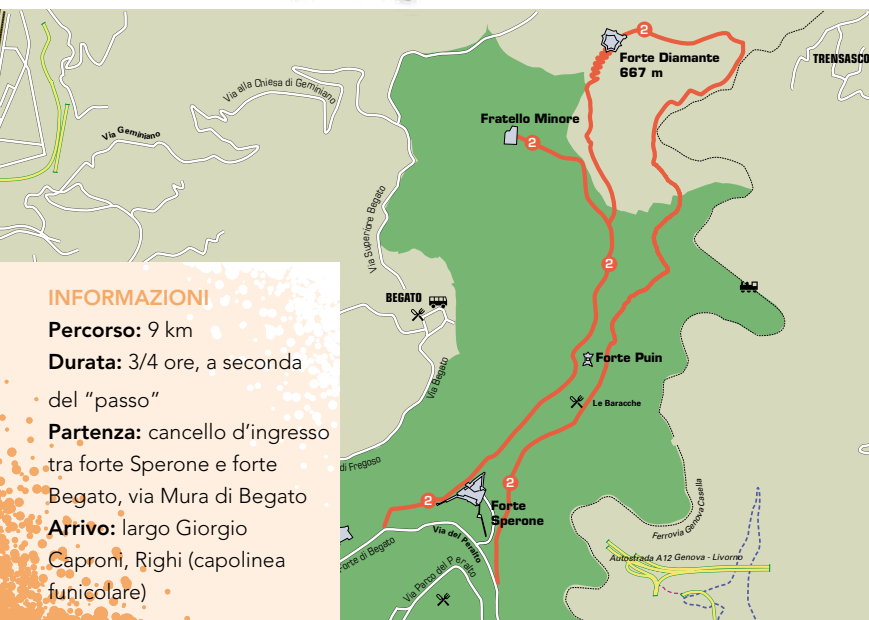 2
Forte Diamante
667 m
TRENSASCO
Via alla Chiesa di Geminiano
Via Geminiano
Fratello Minore
2
Via Superiore Begato
2
BEGATO
Forte Puin
Via Begato
Le Baracche
di Fregoso
2
2
Forte
Sperone
Via del Peralto
Forte di Begato
Via Parco del Peralto
Ferrovia Genova Casella
Autostrada A12 Genova - Livorno
INFORMAZIONI
Percorso: 9 km
Durata: 3/4 ore, a seconda
del “passo”
Partenza: cancello d’ingresso
tra forte Sperone e forte
Begato, via Mura di Begato
Arrivo: largo Giorgio
Caproni, Righi (capolinea
funicolare)